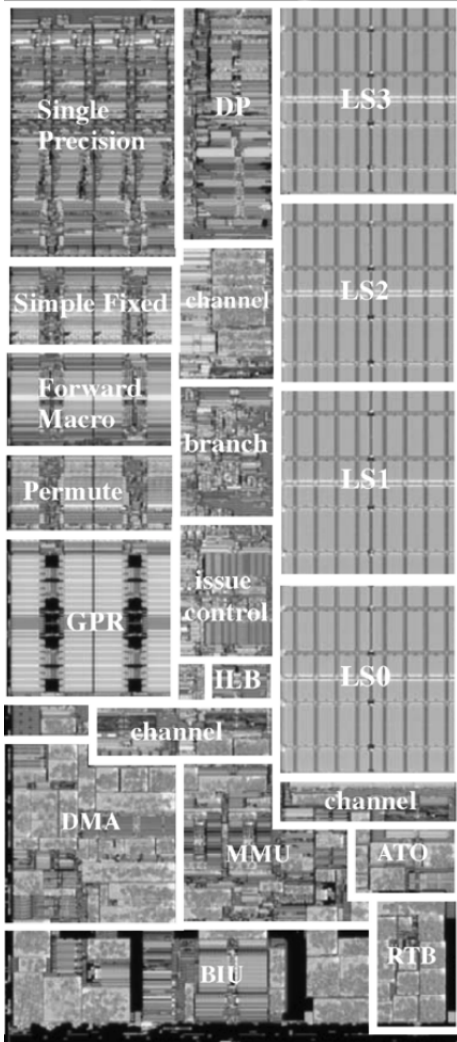 Single
Precision
DP
LS3
Simple Fixed
channel
LS2
Forward
Macro
branch
LS1
Permute
issue
control
GPR
LS0
ILB
channel
channel
DMA
MMU
ATO
BIU
RTB